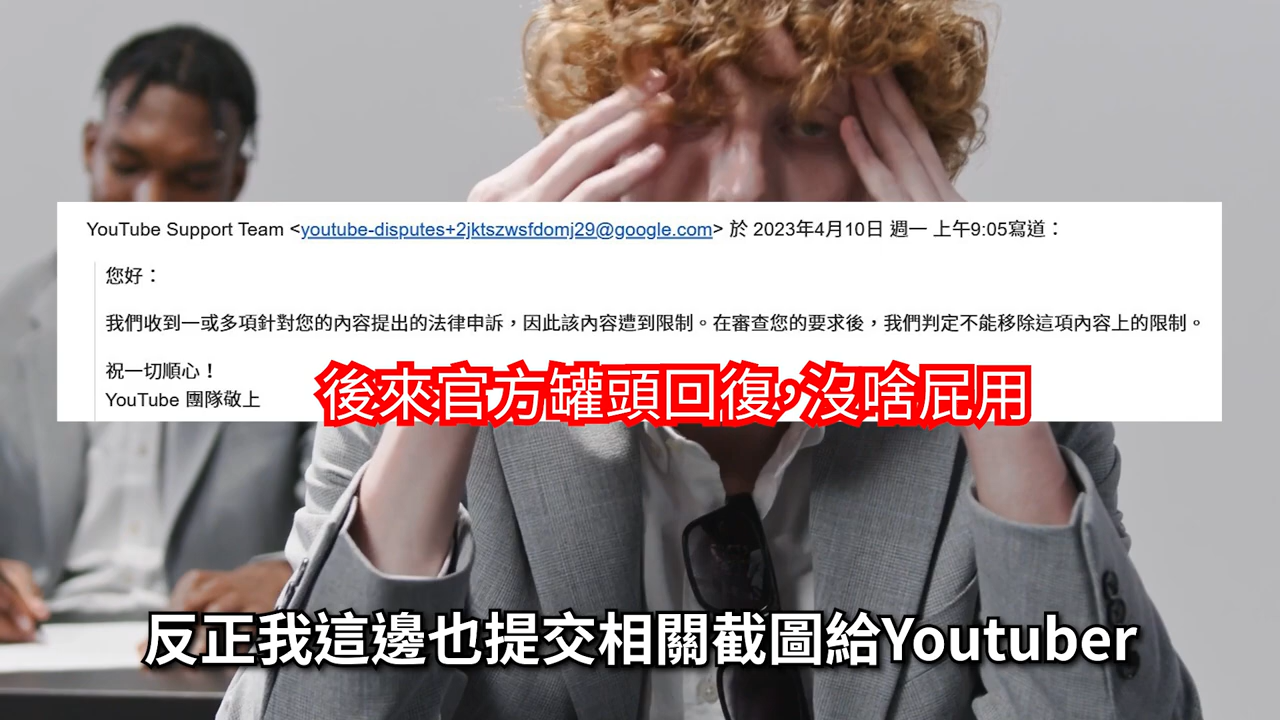 YouTube Support Team <youtube-disputes+2jktszwsfdomj29@google.com> 於 2023年4月10日 週一 上午9:05寫道：
您好：
我們收到一或多項針對您的內容提出的法律申訴，因此該內容遭到限制。在審查您的要求後，我們判定不能移除這項內容上的限制。
祝一切順心！
YouTube 團隊敬上
後來官方罐頭回復，沒啥屁用
反正我這邊也提交相關截圖給Youtuber